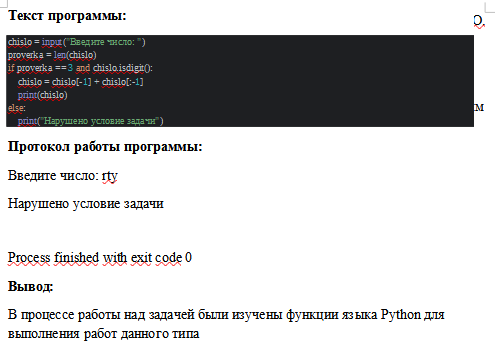 Текст программы:
О.
chislo = input("Введите число: ")
proverka = len(chislo)
if proverka ==3 and chislo.isdigit():
chislo = chislo[-1] + chislo[:-1]
print(chislo)
else:
м
print("Нарушено условие задачи")
Протокол работы программы:
Введите число: rty
Нарушено условие задачи
Process finished with exit code 0
Вывод:
В процессе работы над задачей были изучены функции языка Python для
выполнения работ данного типа